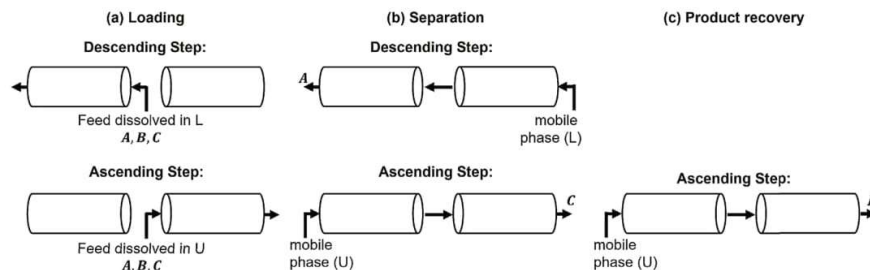 (a) Loading
(b) Separation
(c) Product recovery
Descending Step:
Descending Step:
A
Feed dissolved in L
A, B, C
mobile
phase (L)
Ascending Step:
Ascending Step:
Ascending Step:
C
Feed dissolved in U
A, B, C
mobile
phase (U)
mobile
phase (U)